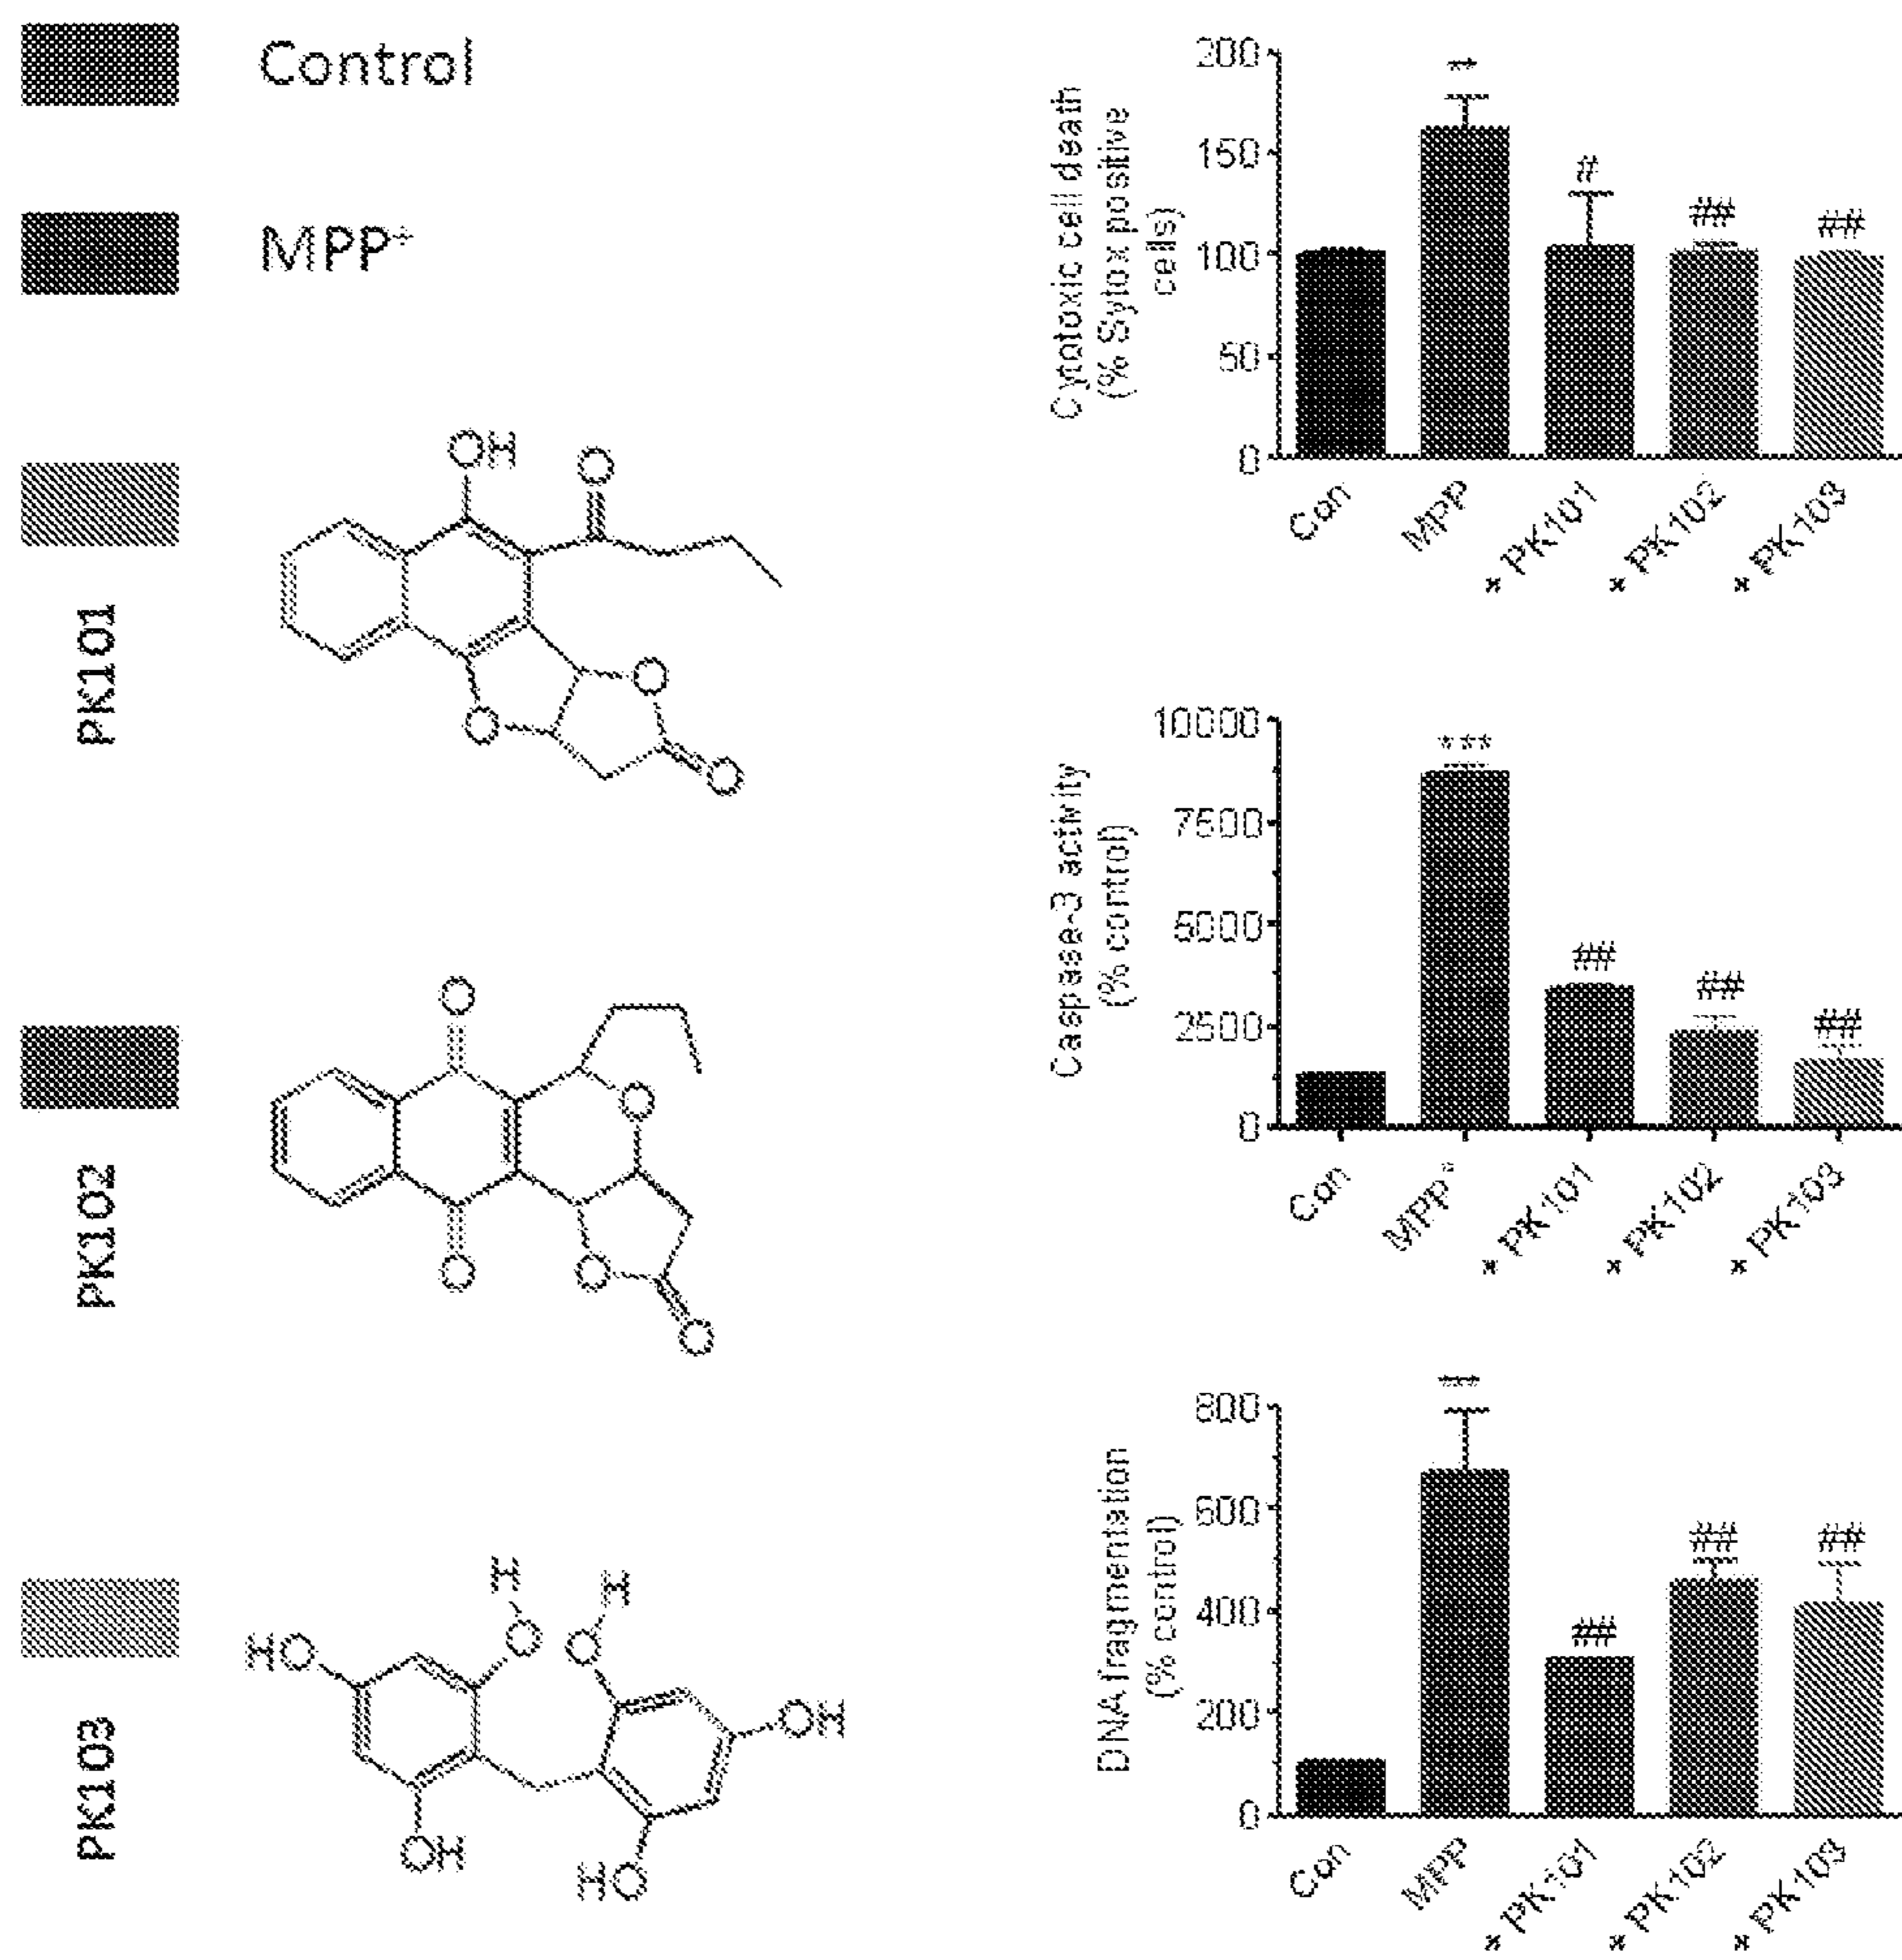 Control
MPP+
OH
O
O
O
O
PK101
O
O
O
O
O
PK102
H
H
HO
O
O
OH
OH
HO
PK103
Cytotoxic cell death
(% Sytox positive
cells)
200
150
100
50
0
**
#
##
##
Con
MPP
* PK101
* PK102
* PK103
Caspase-3 activity
(% control)
10000
7500
5000
2500
0
***
##
##
##
Con
MPP+
* PK101
* PK102
* PK103
DNA fragmentation
(% control)
800
600
400
200
0
***
##
##
##
Con
MPP
* PK101
* PK102
* PK103